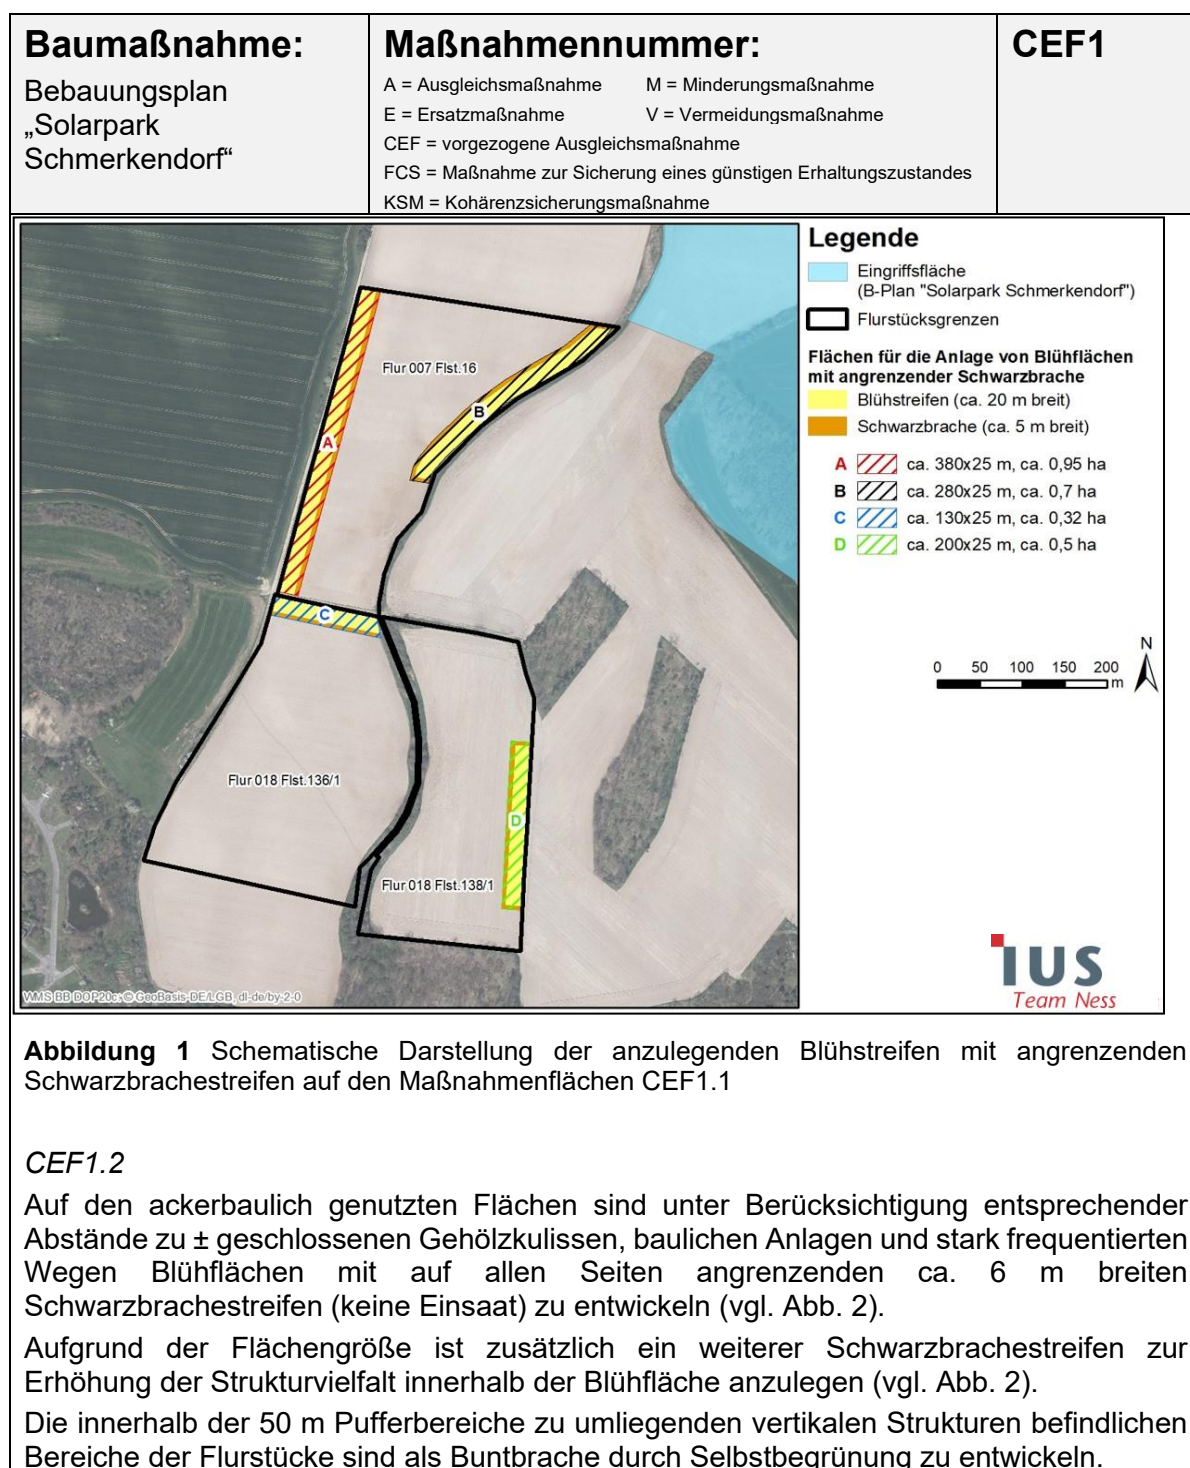 Baumaßnahme:
Bebauungsplan
„Solarpark
Schmerkendorf“
Maßnahmennummer:
A = Ausgleichsmaßnahme M = Minderungsmaßnahme
E = Ersatzmaßnahme V = Vermeidungsmaßnahme
CEF = vorgezogene Ausgleichsmaßnahme
FCS = Maßnahme zur Sicherung eines günstigen Erhaltungszustandes
KSM = Kohärenzsicherungsmaßnahme
CEF1
Flur 007 Flst.16
A
B
C
Flur 018 Flst.136/1
D
Flur 018 Flst.138/1
WMS BB DOP20c: © GeoBasis-DE/LGB, dl-de/by-2-0
Legende
Eingriffsfläche
(B-Plan "Solarpark Schmerkendorf")
Flurstücksgrenzen
Flächen für die Anlage von Blühflächen
mit angrenzender Schwarzbrache
Blühstreifen (ca. 20 m breit)
Schwarzbrache (ca. 5 m breit)
A ca. 380x25 m, ca. 0,95 ha
B ca. 280x25 m, ca. 0,7 ha
C ca. 130x25 m, ca. 0,32 ha
D ca. 200x25 m, ca. 0,5 ha
N
0 50 100 150 200
m
IUS
Team Ness
Abbildung 1 Schematische Darstellung der anzulegenden Blühstreifen mit angrenzenden
Schwarzbrachestreifen auf den Maßnahmenflächen CEF1.1
CEF1.2
Auf den ackerbaulich genutzten Flächen sind unter Berücksichtigung entsprechender
Abstände zu ± geschlossenen Gehölzkulissen, baulichen Anlagen und stark frequentierten
Wegen Blühflächen mit auf allen Seiten angrenzenden ca. 6 m breiten
Schwarzbrachestreifen (keine Einsaat) zu entwickeln (vgl. Abb. 2).
Aufgrund der Flächengröße ist zusätzlich ein weiterer Schwarzbrachestreifen zur
Erhöhung der Strukturvielfalt innerhalb der Blühfläche anzulegen (vgl. Abb. 2).
Die innerhalb der 50 m Pufferbereiche zu umliegenden vertikalen Strukturen befindlichen
Bereiche der Flurstücke sind als Buntbrache durch Selbstbegrünung zu entwickeln.